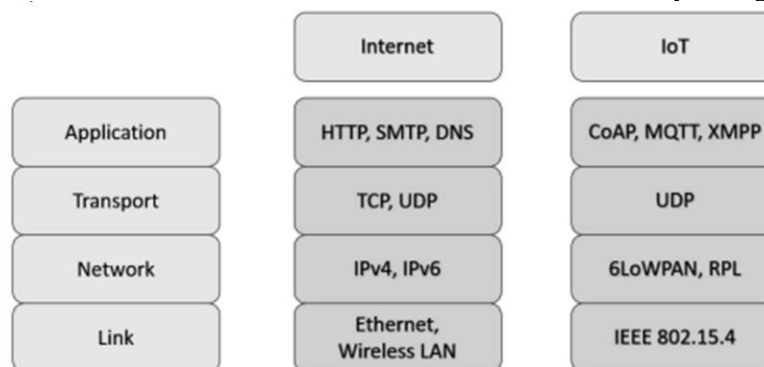 Internet
IoT
Application
HTTP, SMTP, DNS
CoAP, MQTT, XMPP
Transport
TCP, UDP
UDP
Network
IPv4, IPv6
6LoWPAN, RPL
Link
Ethernet,
Wireless LAN
IEEE 802.15.4